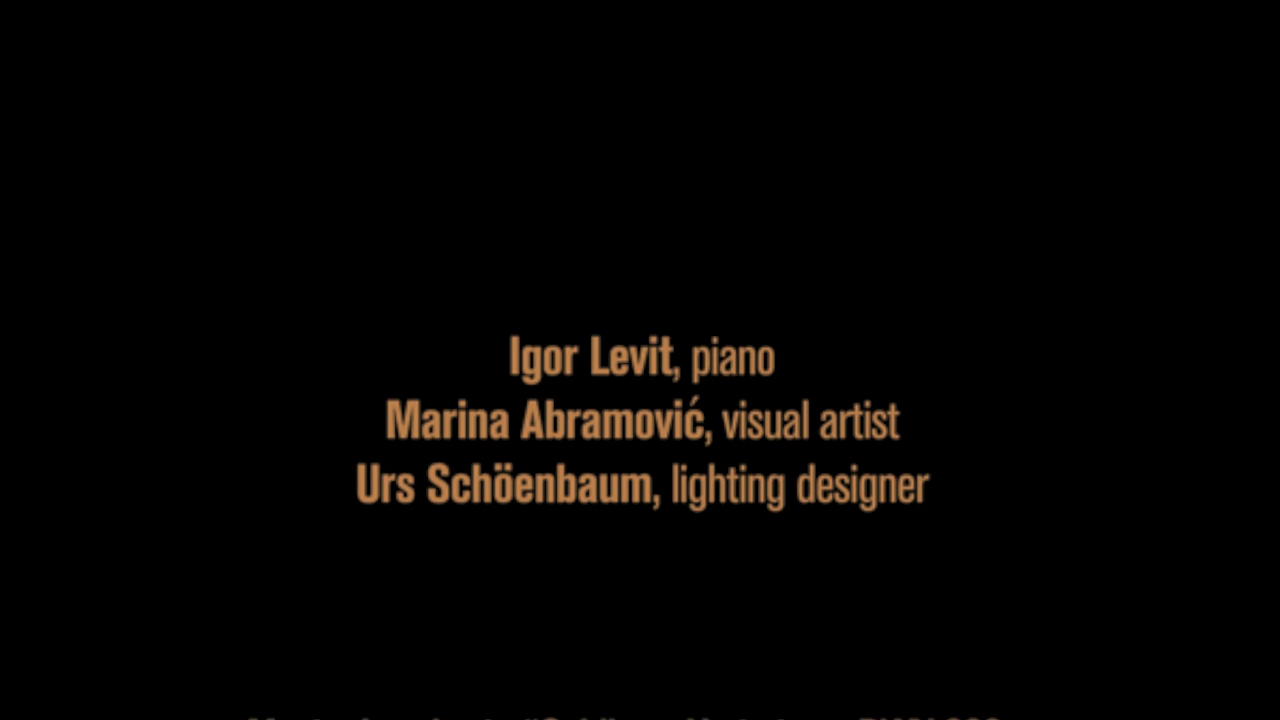 Igor Levit, piano
Marina Abramović, visual artist
Urs Schöenbaum, lighting designer